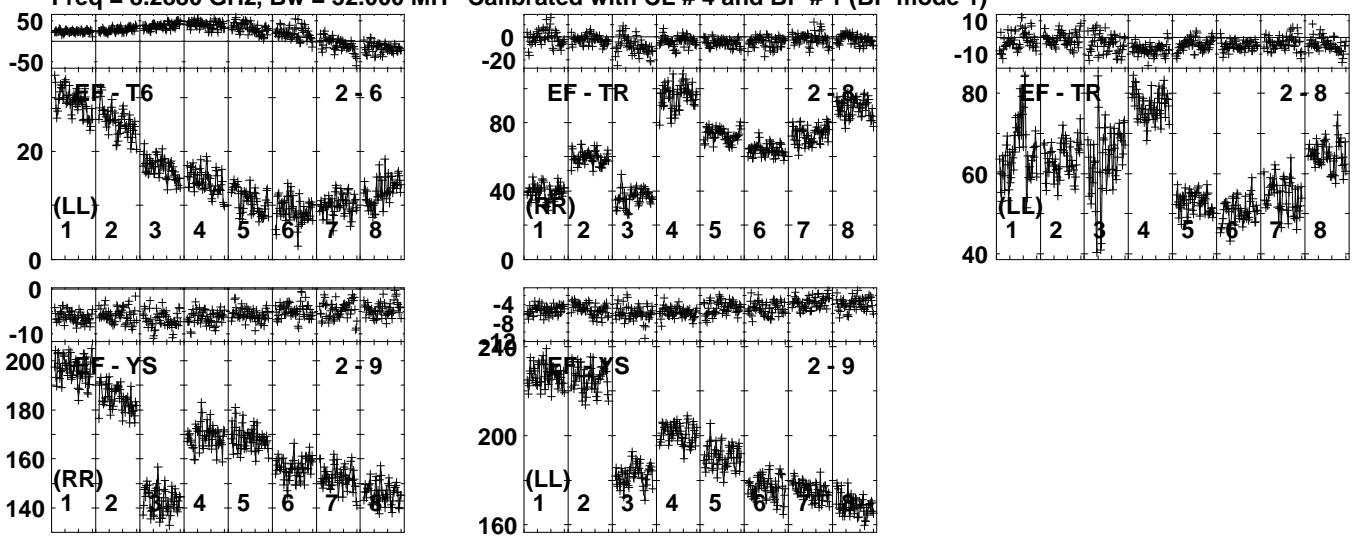 Freq = GHz, Bw = 32.000 MH Calibrated with CL # 4 and BP # 1 (BP mode 1)
50
-50
EF - T6 2 - 6
20
(LL)
1 2 3 4 5 6 7 8
0
0
-20
EF - TR 2 - 8
80
40
(RR)
1 2 3 4 5 6 7 8
0
10
-10
80 EF - TR 2 - 8
60
(LL)
1 2 3 4 5 6 7 8
40
0
-10
200 EF - YS 2 - 9
180
160
(RR)
140 1 2 3 4 5 6 7 8
-4
-8
-12
240 EF - YS 2 - 9
200
(LL)
1 2 3 4 5 6 7 8
160